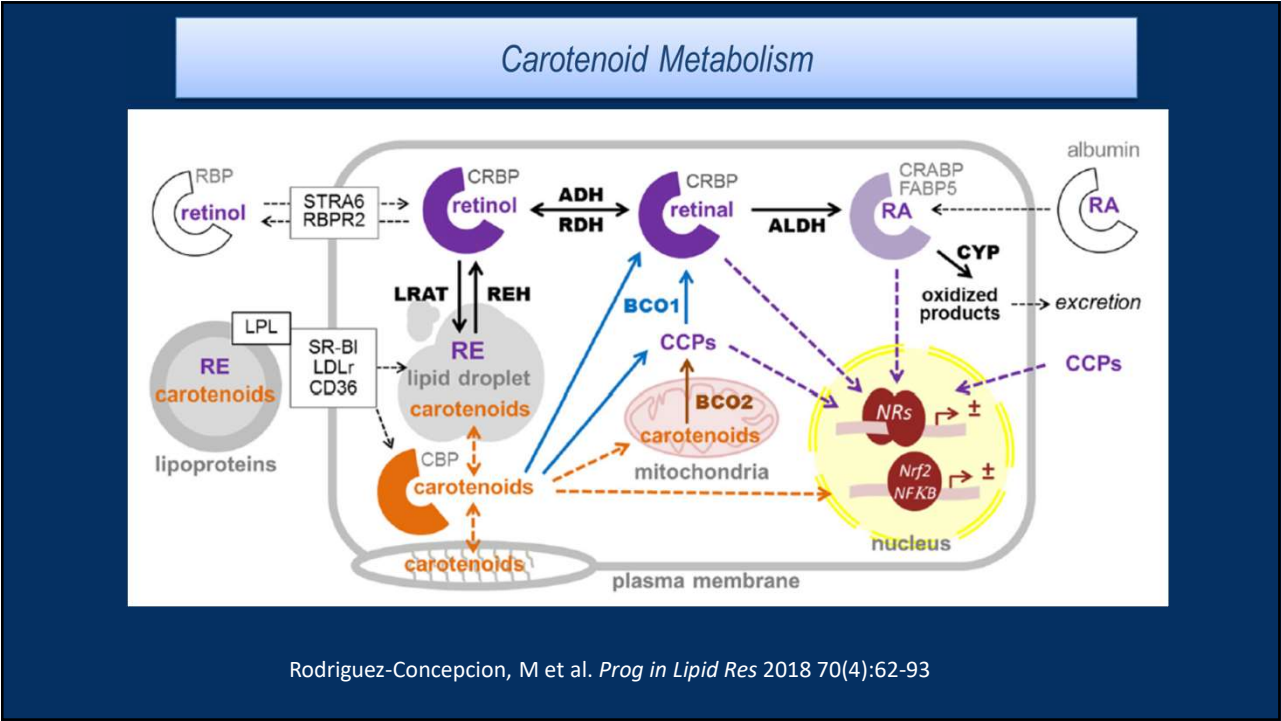 Carotenoid Metabolism
RBP
retinol
STRA6
RBPR2
CRBP
retinol
ADH
RDH
CRBP
retinal
ALDH
CRABP
FABP5
RA
albumin
RA
CYP
oxidized
products
excretion
LRAT
REH
BCO1
LPL
SR-BI
LDLr
CD36
RE
carotenoids
lipoproteins
RE
lipid droplet
carotenoids
CCPs
BCO2
carotenoids
mitochondria
CCPs
NRs
±
Nrf2
NFKB
±
nucleus
CBP
carotenoids
carotenoids
plasma membrane
Rodriguez-Concepcion, M et al. Prog in Lipid Res 2018 70(4):62-93